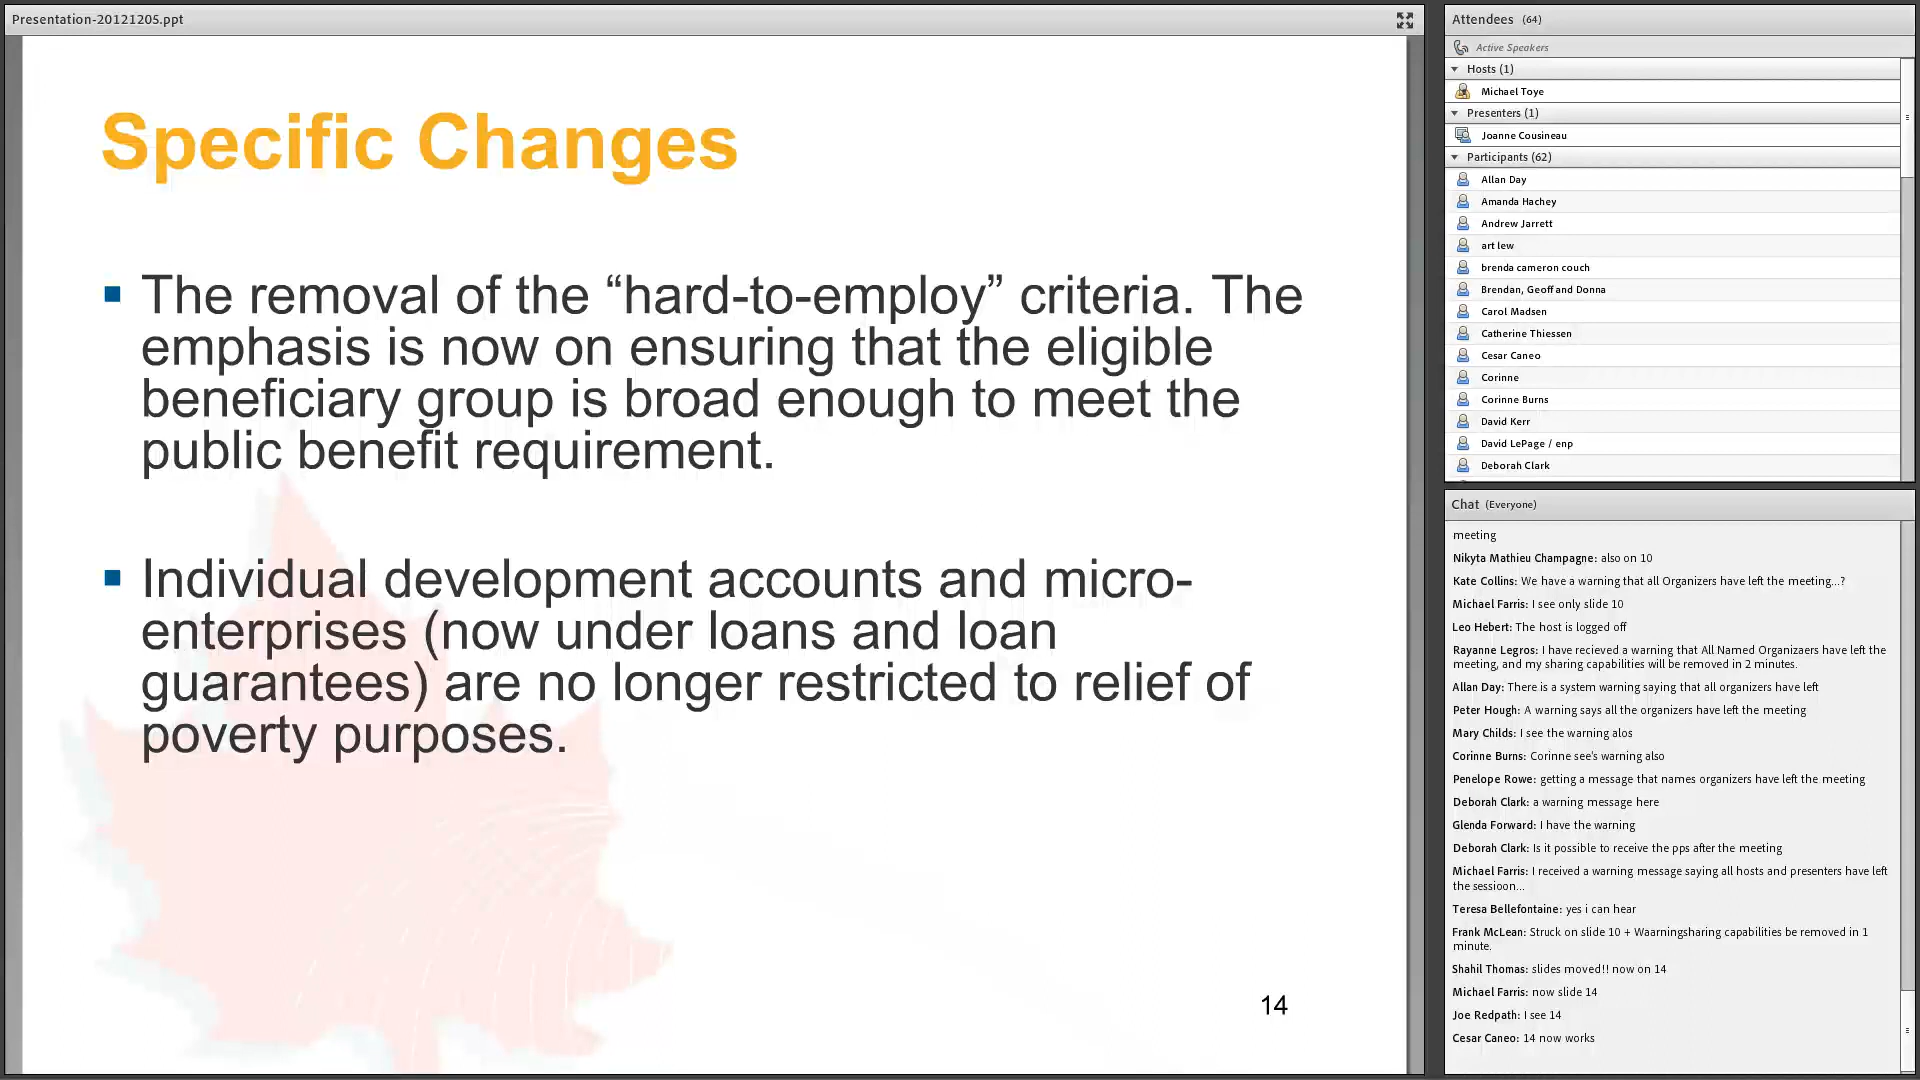 Presentation-20121205.ppt
Specific Changes
▪ The removal of the “hard-to-employ” criteria. The
emphasis is now on ensuring that the eligible
beneficiary group is broad enough to meet the
public benefit requirement.
▪ Individual development accounts and micro-
enterprises (now under loans and loan
guarantees) are no longer restricted to relief of
poverty purposes.
14
Attendees (64)
Active Speakers
Hosts (1)
Michael Toye
Presenters (1)
Joanne Cousineau
Participants (62)
Allan Day
Amanda Hachey
Andrew Jarrett
art lew
brenda cameron couch
Brendan, Geoff and Donna
Carol Madsen
Catherine Thiessen
Cesar Caneo
Corinne
Corinne Burns
David Kerr
David LePage / enp
Deborah Clark
Chat (Everyone)
meeting
Nikyta Mathieu Champagne: also on 10
Kate Collins: We have a warning that all Organizers have left the meeting...?
Michael Farris: I see only slide 10
Leo Hebert: The host is logged off
Rayanne Legros: I have recieved a warning that All Named Organizaers have left the
meeting, and my sharing capabilities will be removed in 2 minutes.
Allan Day: There is a system warning saying that all organizers have left
Peter Hough: A warning says all the organizers have left the meeting
Mary Childs: I see the warning alos
Corinne Burns: Corinne see's warning also
Penelope Rowe: getting a message that names organizers have left the meeting
Deborah Clark: a warning message here
Glenda Forward: I have the warning
Deborah Clark: Is it possible to receive the pps after the meeting
Michael Farris: I received a warning message saying all hosts and presenters have left
the sessioon...
Teresa Bellefontaine: yes i can hear
Frank McLean: Struck on slide 10 + Waarningsharing capabilities be removed in 1
minute.
Shahil Thomas: slides moved!! now on 14
Michael Farris: now slide 14
Joe Redpath: I see 14
Cesar Caneo: 14 now works